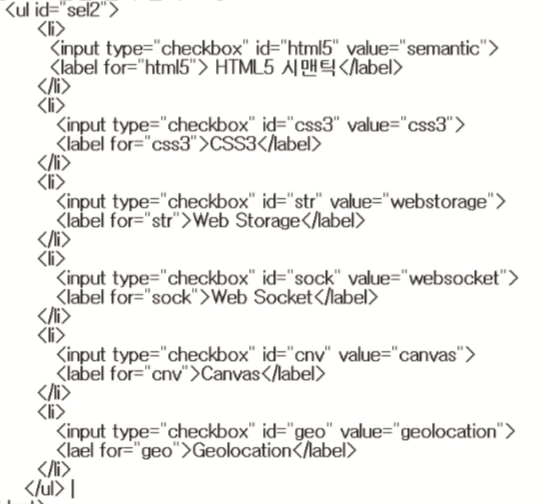 <ul id="sel2">
<li>
<input type="checkbox" id="html5" value="semantic">
<label for="html5"> HTML5 시맨틱</label>
</li>
<li>
<input type="checkbox" id="css3" value="css3">
<label for="css3">CSS3</label>
</li>
<li>
<input type="checkbox" id="str" value="webstorage">
<label for="str">Web Storage</label>
</li>
<li>
<input type="checkbox" id="sock" value="websocket">
<label for="sock">Web Socket</label>
</li>
<li>
<input type="checkbox" id="cnv" value="canvas">
<label for="cnv">Canvas</label>
</li>
<li>
<input type="checkbox" id="geo" value="geolocation">
<lael for="geo">Geolocation</label>
</li>
</ul>